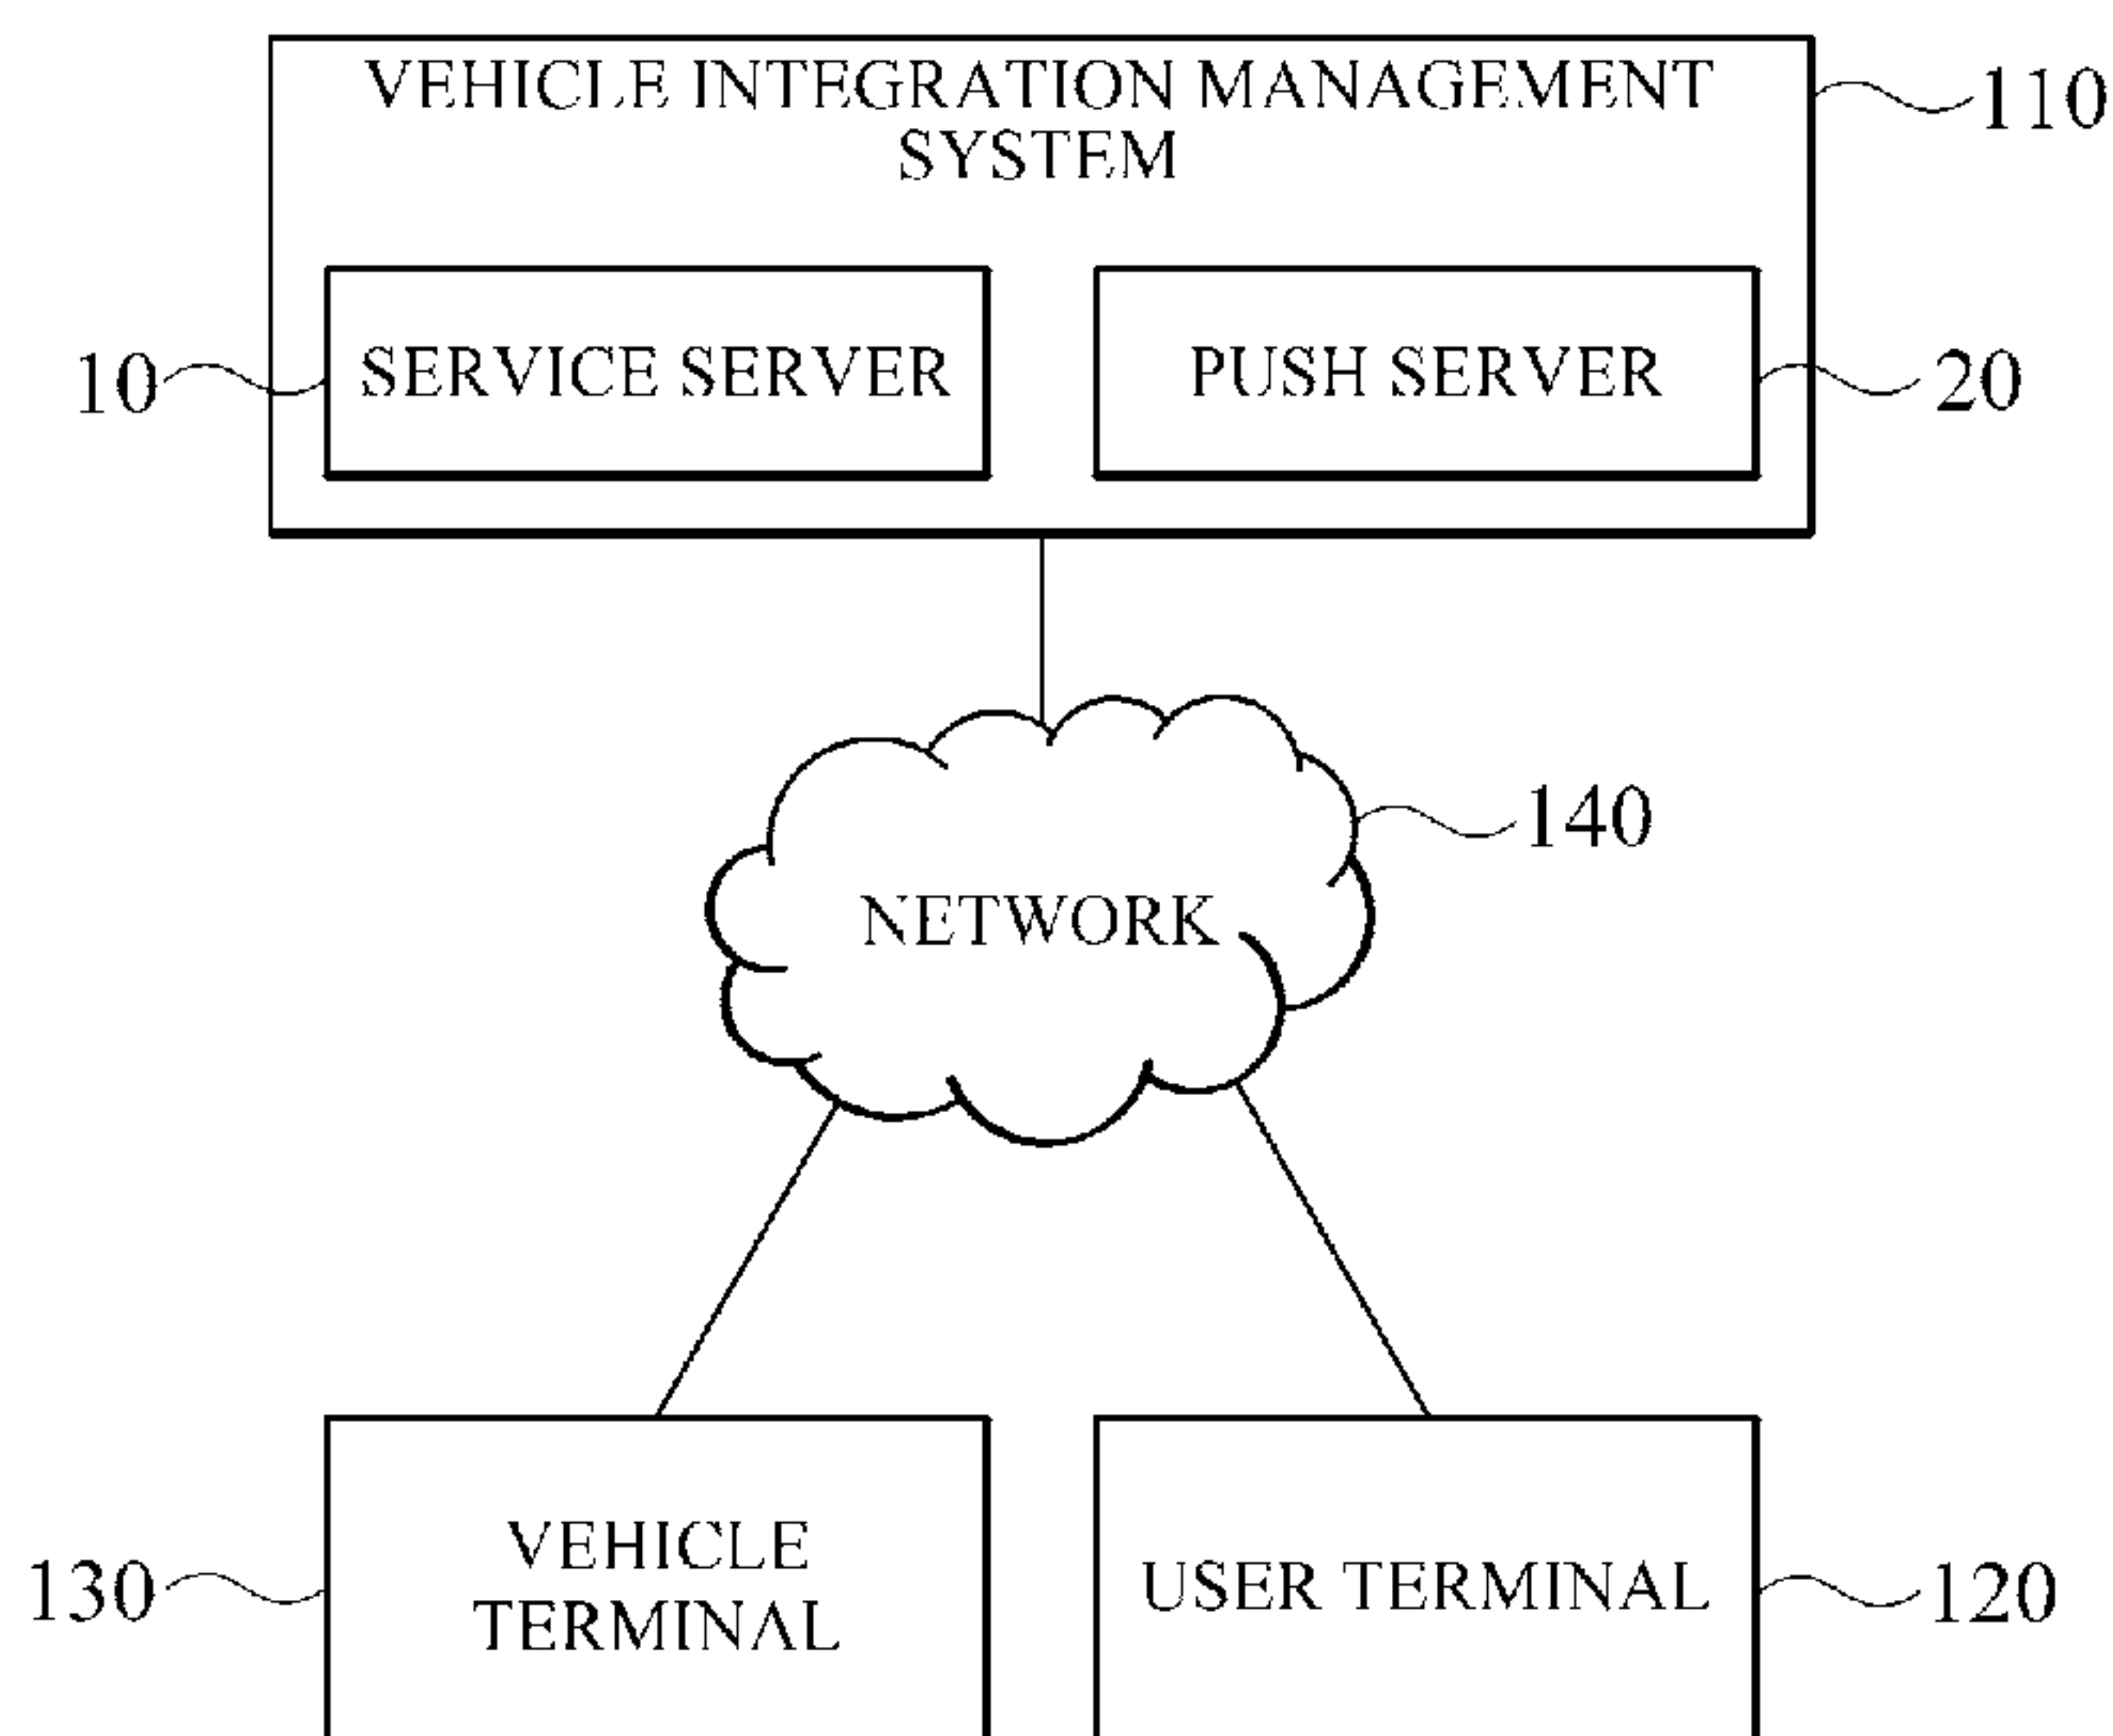 VEHICLE INTEGRATION MANAGEMENT
SYSTEM
110
10
SERVICE SERVER
PUSH SERVER
20
140
NETWORK
130
VEHICLE
TERMINAL
USER TERMINAL
120